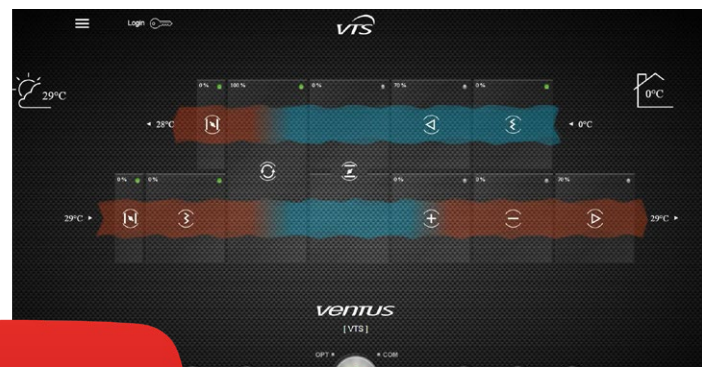 Login
VTS
29°C
0°C
0% 100% 0% 70% 0%
28°C
0°C
0% 0% 0% 0% 30%
29°C
29°C
VENTUS
[VTS]
OPT COM